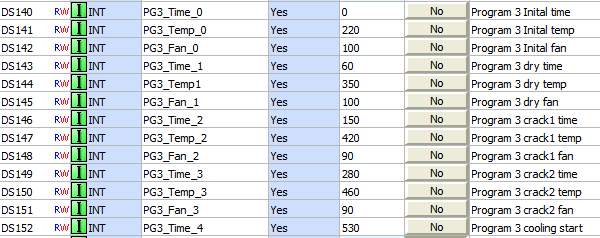 DS140 RW I INT PG3_Time_0 Yes 0 No Program 3 Inital time
DS141 RW I INT PG3_Temp_0 Yes 220 No Program 3 Inital temp
DS142 RW I INT PG3_Fan_0 Yes 100 No Program 3 Inital fan
DS143 RW I INT PG3_Time_1 Yes 60 No Program 3 dry time
DS144 RW I INT PG3_Temp1 Yes 350 No Program 3 dry temp
DS145 RW I INT PG3_Fan_1 Yes 100 No Program 3 dry fan
DS146 RW I INT PG3_Time_2 Yes 150 No Program 3 crack1 time
DS147 RW I INT PG3_Temp_2 Yes 420 No Program 3 crack1 temp
DS148 RW I INT PG3_Fan_2 Yes 90 No Program 3 crack1 fan
DS149 RW I INT PG3_Time_3 Yes 280 No Program 3 crack2 time
DS150 RW I INT PG3_Temp_3 Yes 460 No Program 3 crack2 temp
DS151 RW I INT PG3_Fan_3 Yes 90 No Program 3 crack2 fan
DS152 RW I INT PG3_Time_4 Yes 530 No Program 3 cooling start